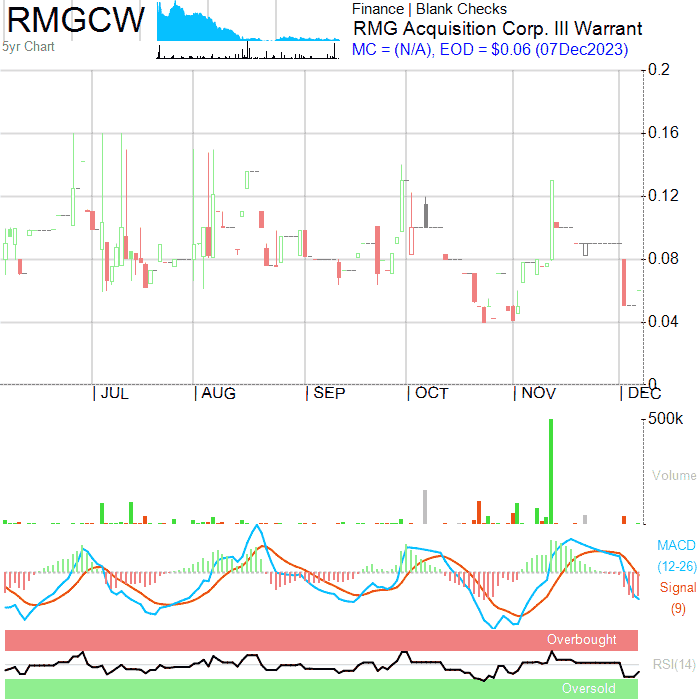 RMGCW
5yr Chart
Finance | Blank Checks
RMG Acquisition Corp. III Warrant
MC = (N/A), EOD = $0.06 (07Dec2023)
0.2
0.16
0.12
0.08
0.04
0
| JUL | AUG | SEP | OCT | NOV | DEC
500k
Volume
MACD
(12-26)
Signal
(9)
Overbought
RSI(14)
Oversold